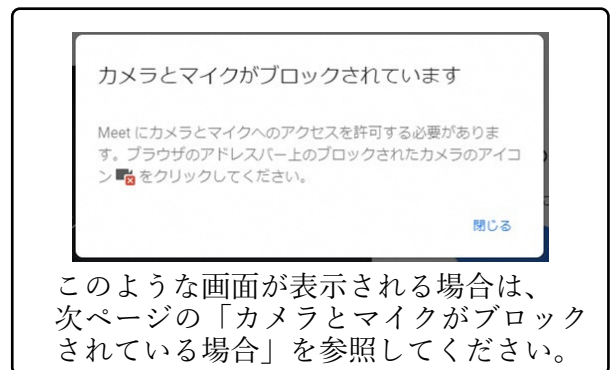 カメラとマイクがブロックされています
Meet にカメラとマイクへのアクセスを許可する必要がありま
す。ブラウザのアドレスバー上のブロックされたカメラのアイコ
ン をクリックしてください。
閉じる
このような画面が表示される場合は、
次ページの「カメラとマイクがブロック
されている場合」を参照してください。